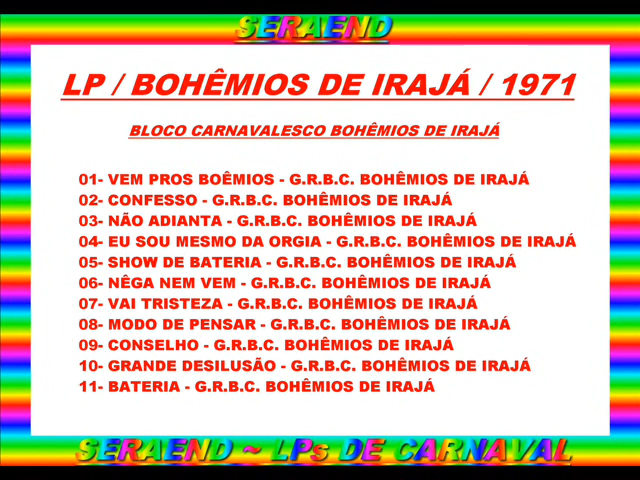 SERAEND
LP / BOHÊMIOS DE IRAJÁ / 1971
BLOCO CARNAVALESCO BOHÊMIOS DE IRAJÁ
01- VEM PROS BOÊMIOS - G.R.B.C. BOHÊMIOS DE IRAJÁ
02- CONFESSO - G.R.B.C. BOHÊMIOS DE IRAJÁ
03- NÃO ADIANTA - G.R.B.C. BOHÊMIOS DE IRAJÁ
04- EU SOU MESMO DA ORGIA - G.R.B.C. BOHÊMIOS DE IRAJÁ
05- SHOW DE BATERIA - G.R.B.C. BOHÊMIOS DE IRAJÁ
06- NÊGA NEM VEM - G.R.B.C. BOHÊMIOS DE IRAJÁ
07- VAI TRISTEZA - G.R.B.C. BOHÊMIOS DE IRAJÁ
08- MODO DE PENSAR - G.R.B.C. BOHÊMIOS DE IRAJÁ
09- CONSELHO - G.R.B.C. BOHÊMIOS DE IRAJÁ
10- GRANDE DESILUSÃO - G.R.B.C. BOHÊMIOS DE IRAJÁ
11- BATERIA - G.R.B.C. BOHÊMIOS DE IRAJÁ
SERAEND ~ LPs DE CARNAVAL